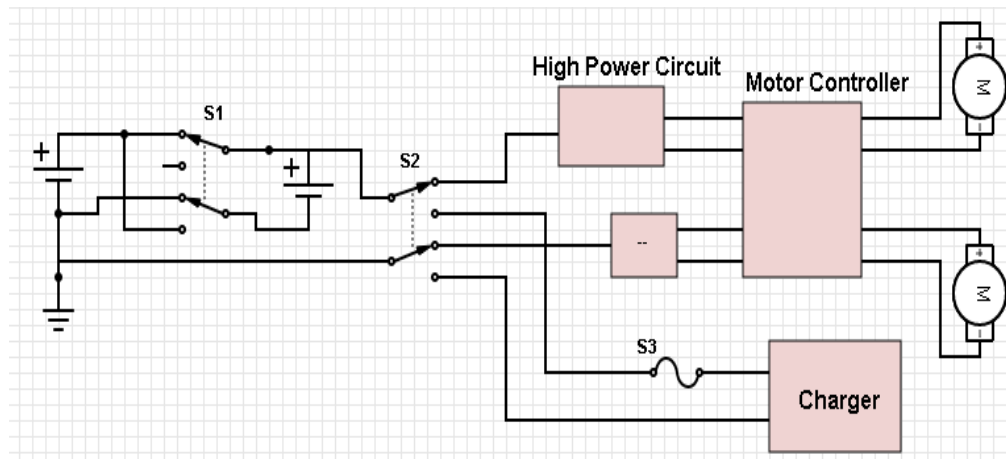 High Power Circuit
Motor Controller
S1
S2
S3
--
Charger
+
+
+
M
-
+
M
-